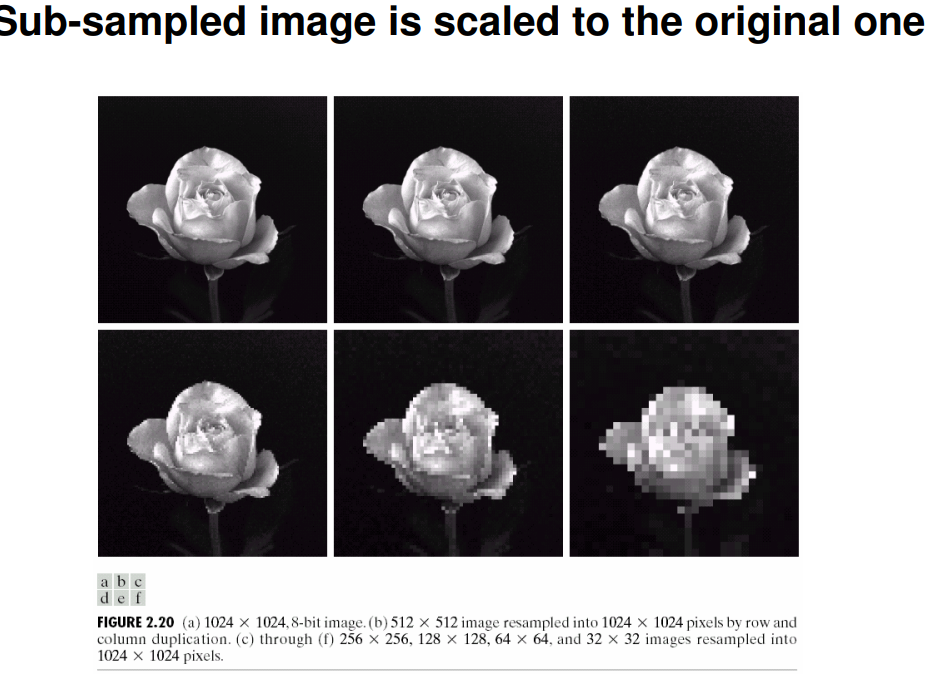 Sub-sampled image is scaled to the original one
a b c
d e f
FIGURE 2.20 (a) 1024 × 1024, 8-bit image. (b) 512 × 512 image resampled into 1024 × 1024 pixels by row and
column duplication. (c) through (f) 256 × 256, 128 × 128, 64 × 64, and 32 × 32 images resampled into
1024 × 1024 pixels.